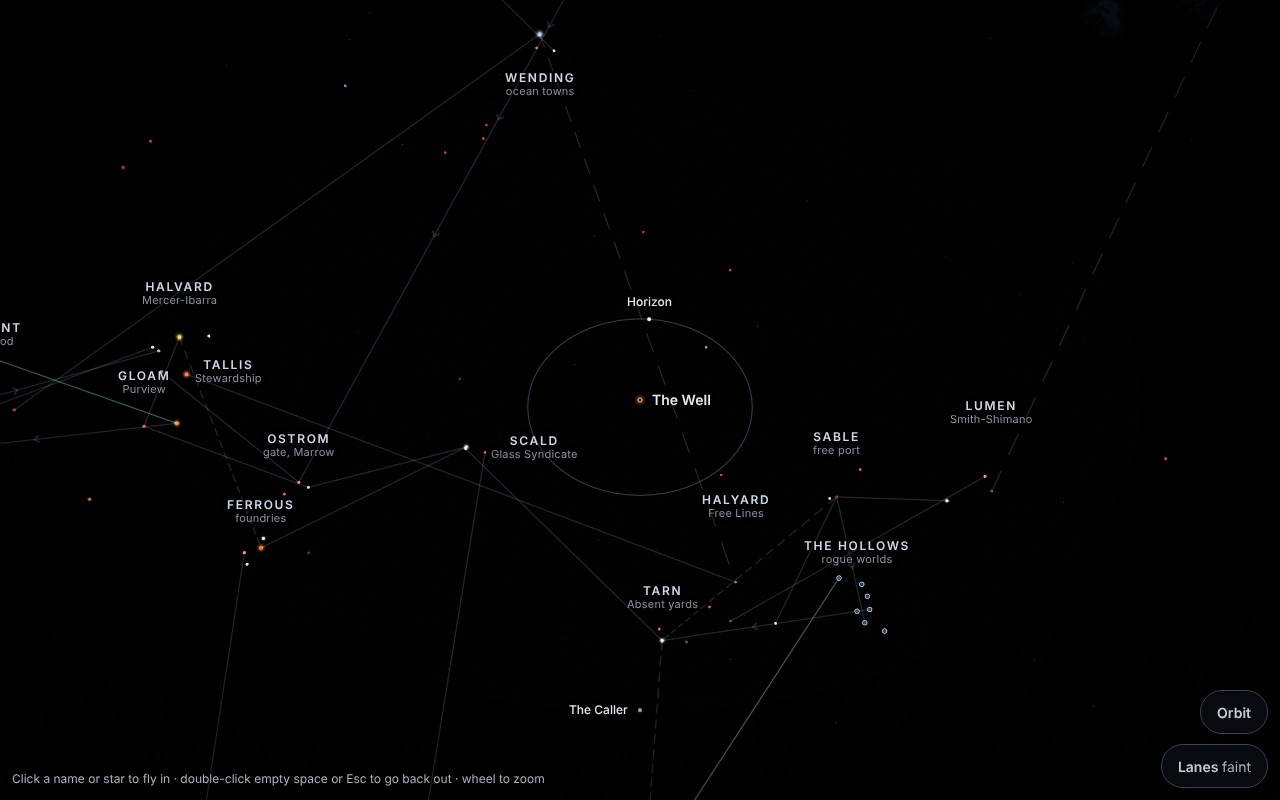 WENDING
ocean towns
HALVARD
Mercer-Ibarra
Horizon
NT
od
TALLIS
Stewardship
GLOAM
Purview
The Well
LUMEN
Smith-Shimano
OSTROM
gate, Marrow
SCALD
Glass Syndicate
SABLE
free port
FERROUS
foundries
HALYARD
Free Lines
THE HOLLOWS
rogue worlds
TARN
Absent yards
The Caller
Orbit
Lanes faint
Click a name or star to fly in · double-click empty space or Esc to go back out · wheel to zoom